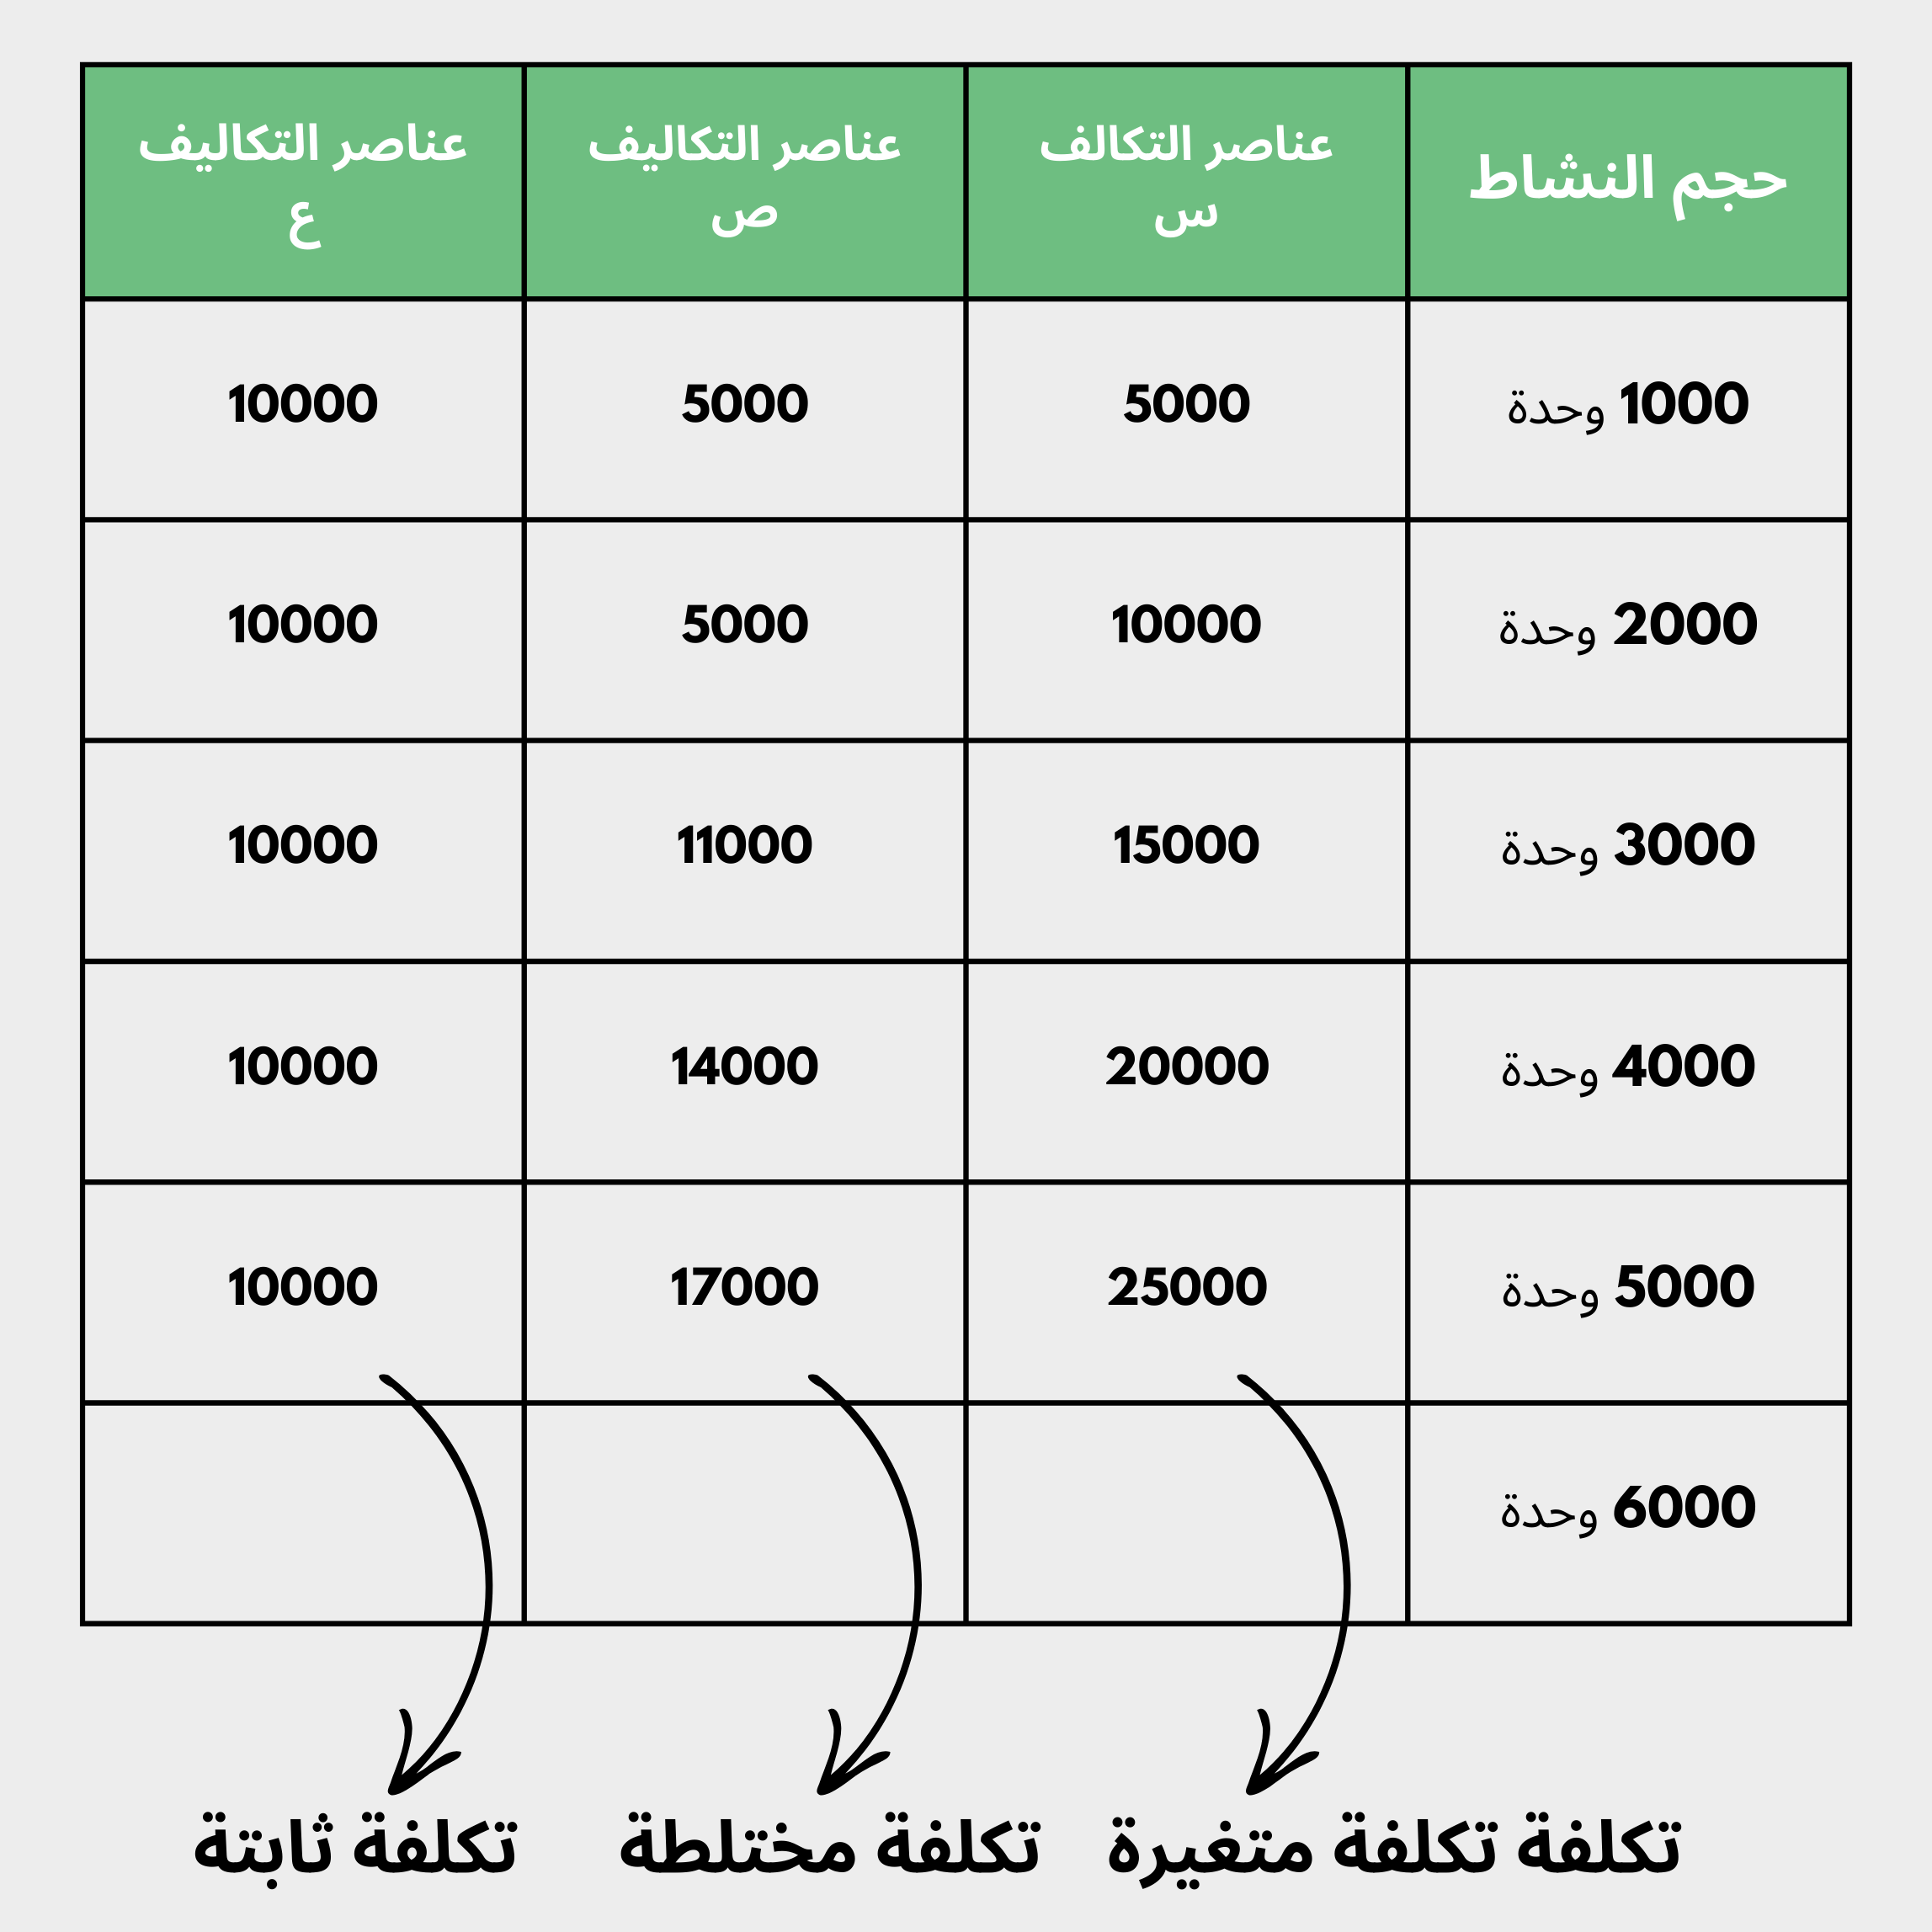 حجم النشاط
عناصر التكالف
س
عناصر التكاليف
ص
عناصر التكاليف
ع
1000 وحدة
5000
5000
10000
2000 وحدة
10000
5000
10000
3000 وحدة
15000
11000
10000
4000 وحدة
20000
14000
10000
5000 وحدة
25000
17000
10000
6000 وحدة
تكلفة تكلفة متغيرة
تكلفة مختلطة
تكلفة ثابتة